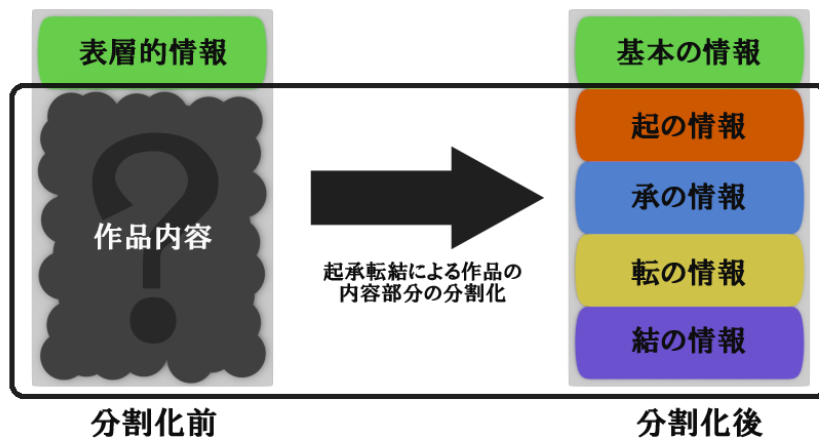 表層的情報
?
作品内容
起承転結による作品の
内容部分の分割化
基本の情報
起の情報
承の情報
転の情報
結の情報
分割化前
分割化後